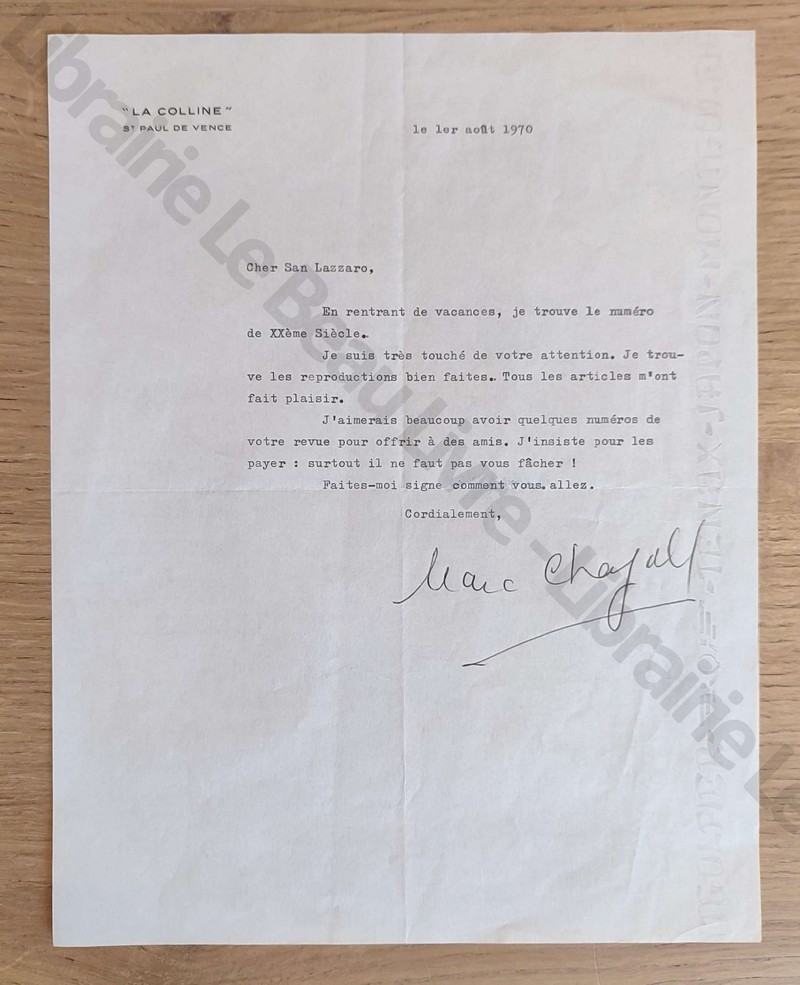 "LA COLLINE"
ST PAUL DE VENCE
le 1er août 1970
Cher San Lazzaro,
En rentrant de vacances, je trouve le numéro
de XXème Siècle.
Je suis très touché de votre attention. Je trou-
ve les reproductions bien faites. Tous les articles m'ont
fait plaisir.
J'aimerais beaucoup avoir quelques numéros de
votre revue pour offrir à des amis. J'insiste pour les
payer : surtout il ne faut pas vous fâcher !
Faites-moi signe comment vous. allez.
Cordialement,
Marc Chagall
Librairie Le Beau Livre - Librairie Le